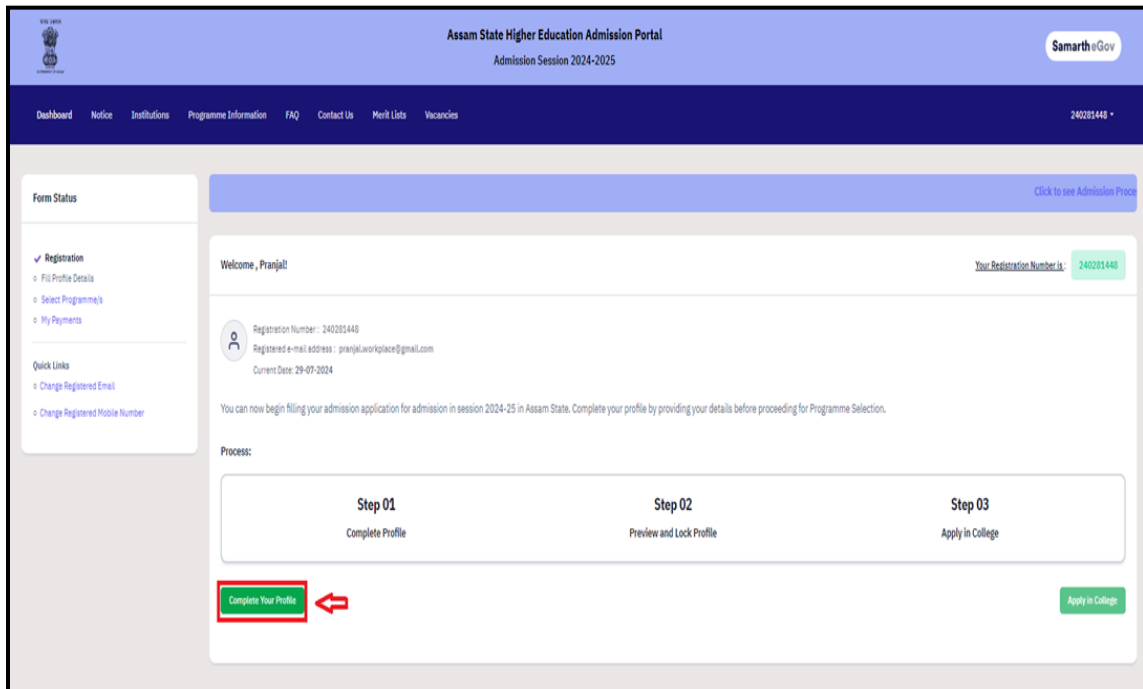 Assam State Higher Education Admission Portal
Admission Session 2024-2025
SamartheGov
Dashboard Notice Institutions Programme Information FAQ Contact Us Merit Lists Vacancies 240281448
Form Status
Registration
Fill Profile Details
Select Programme/s
My Payments
Quick Links
Change Registered Email
Change Registered Mobile Number
Click to see Admission Proce
Welcome , Pranjal!
Your Registration Number is : 240281448
Registration Number : 240281448
Registered e-mail address : pranjal.workplace@gmail.com
Current Date: 29-07-2024
You can now begin filling your admission application for admission in session 2024-25 in Assam State. Complete your profile by providing your details before proceeding for Programme Selection.
Process:
Step 01 Step 02 Step 03
Complete Profile Preview and Lock Profile Apply in College
Complete Your Profile Apply in College